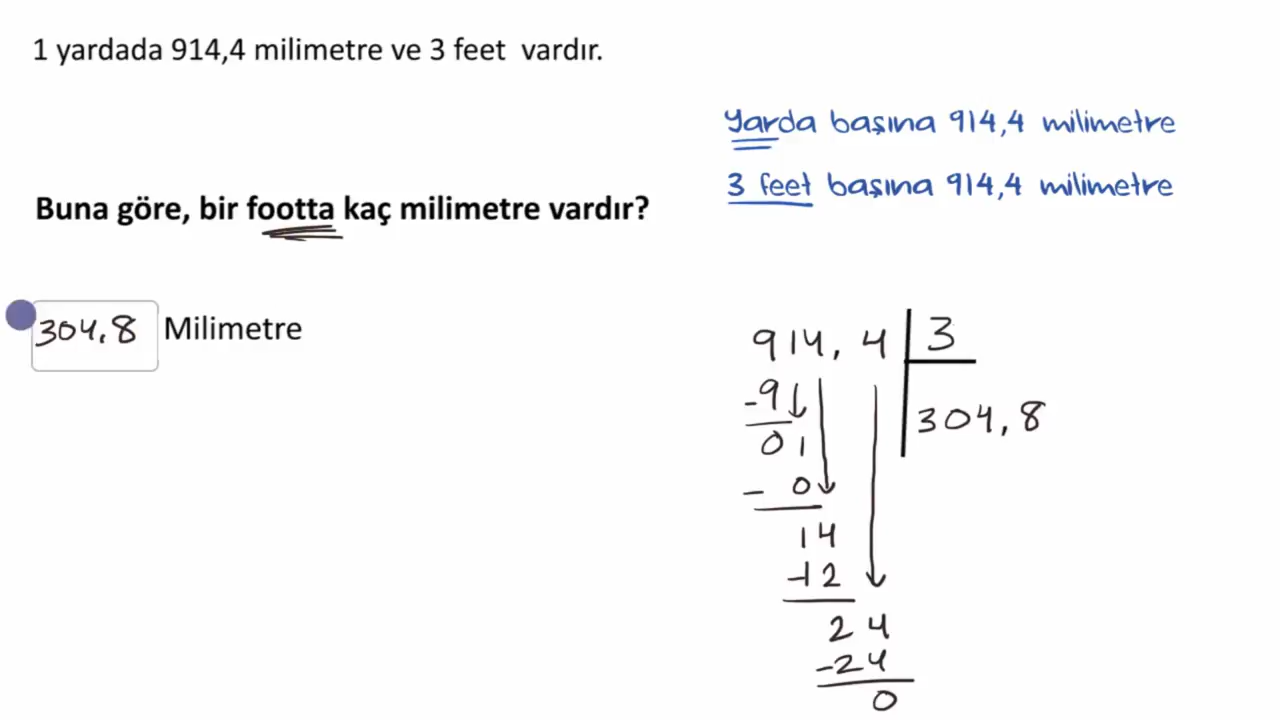 1 yardada 914,4 milimetre ve 3 feet vardır.
yarda başına 914,4 milimetre
3 feet başına 914,4 milimetre
Buna göre, bir footta kaç milimetre vardır?
304.8 Milimetre
914,4 3
-9
304,8
01
- 0
14
-12
24
-24
0